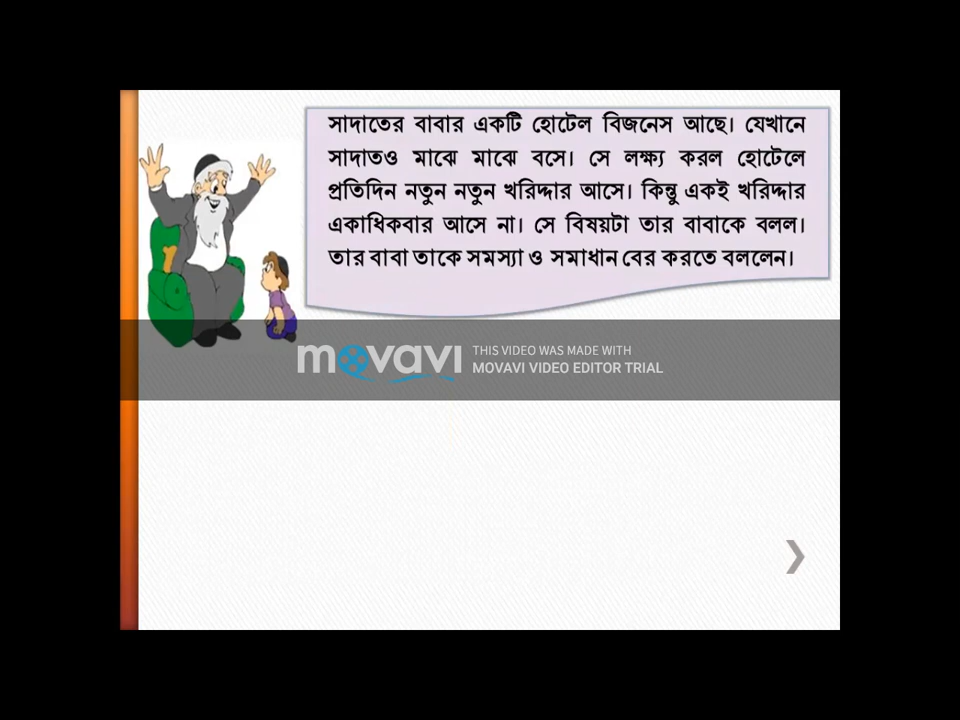 সাদাতের বাবার একটি হোটেল বিজনেস আছে। যেখানে
সাদাতও মাঝে মাঝে বসে। সে লক্ষ্য করল হোটেলে
প্রতিদিন নতুন নতুন খরিদ্দার আসে। কিন্তু একই খরিদ্দার
একাধিকবার আসে না। সে বিষয়টা তার বাবাকে বলল।
তার বাবা তাকে সমস্যা ও সমাধান বের করতে বললেন।
movavi
THIS VIDEO WAS MADE WITH
MOVAVI VIDEO EDITOR TRIAL